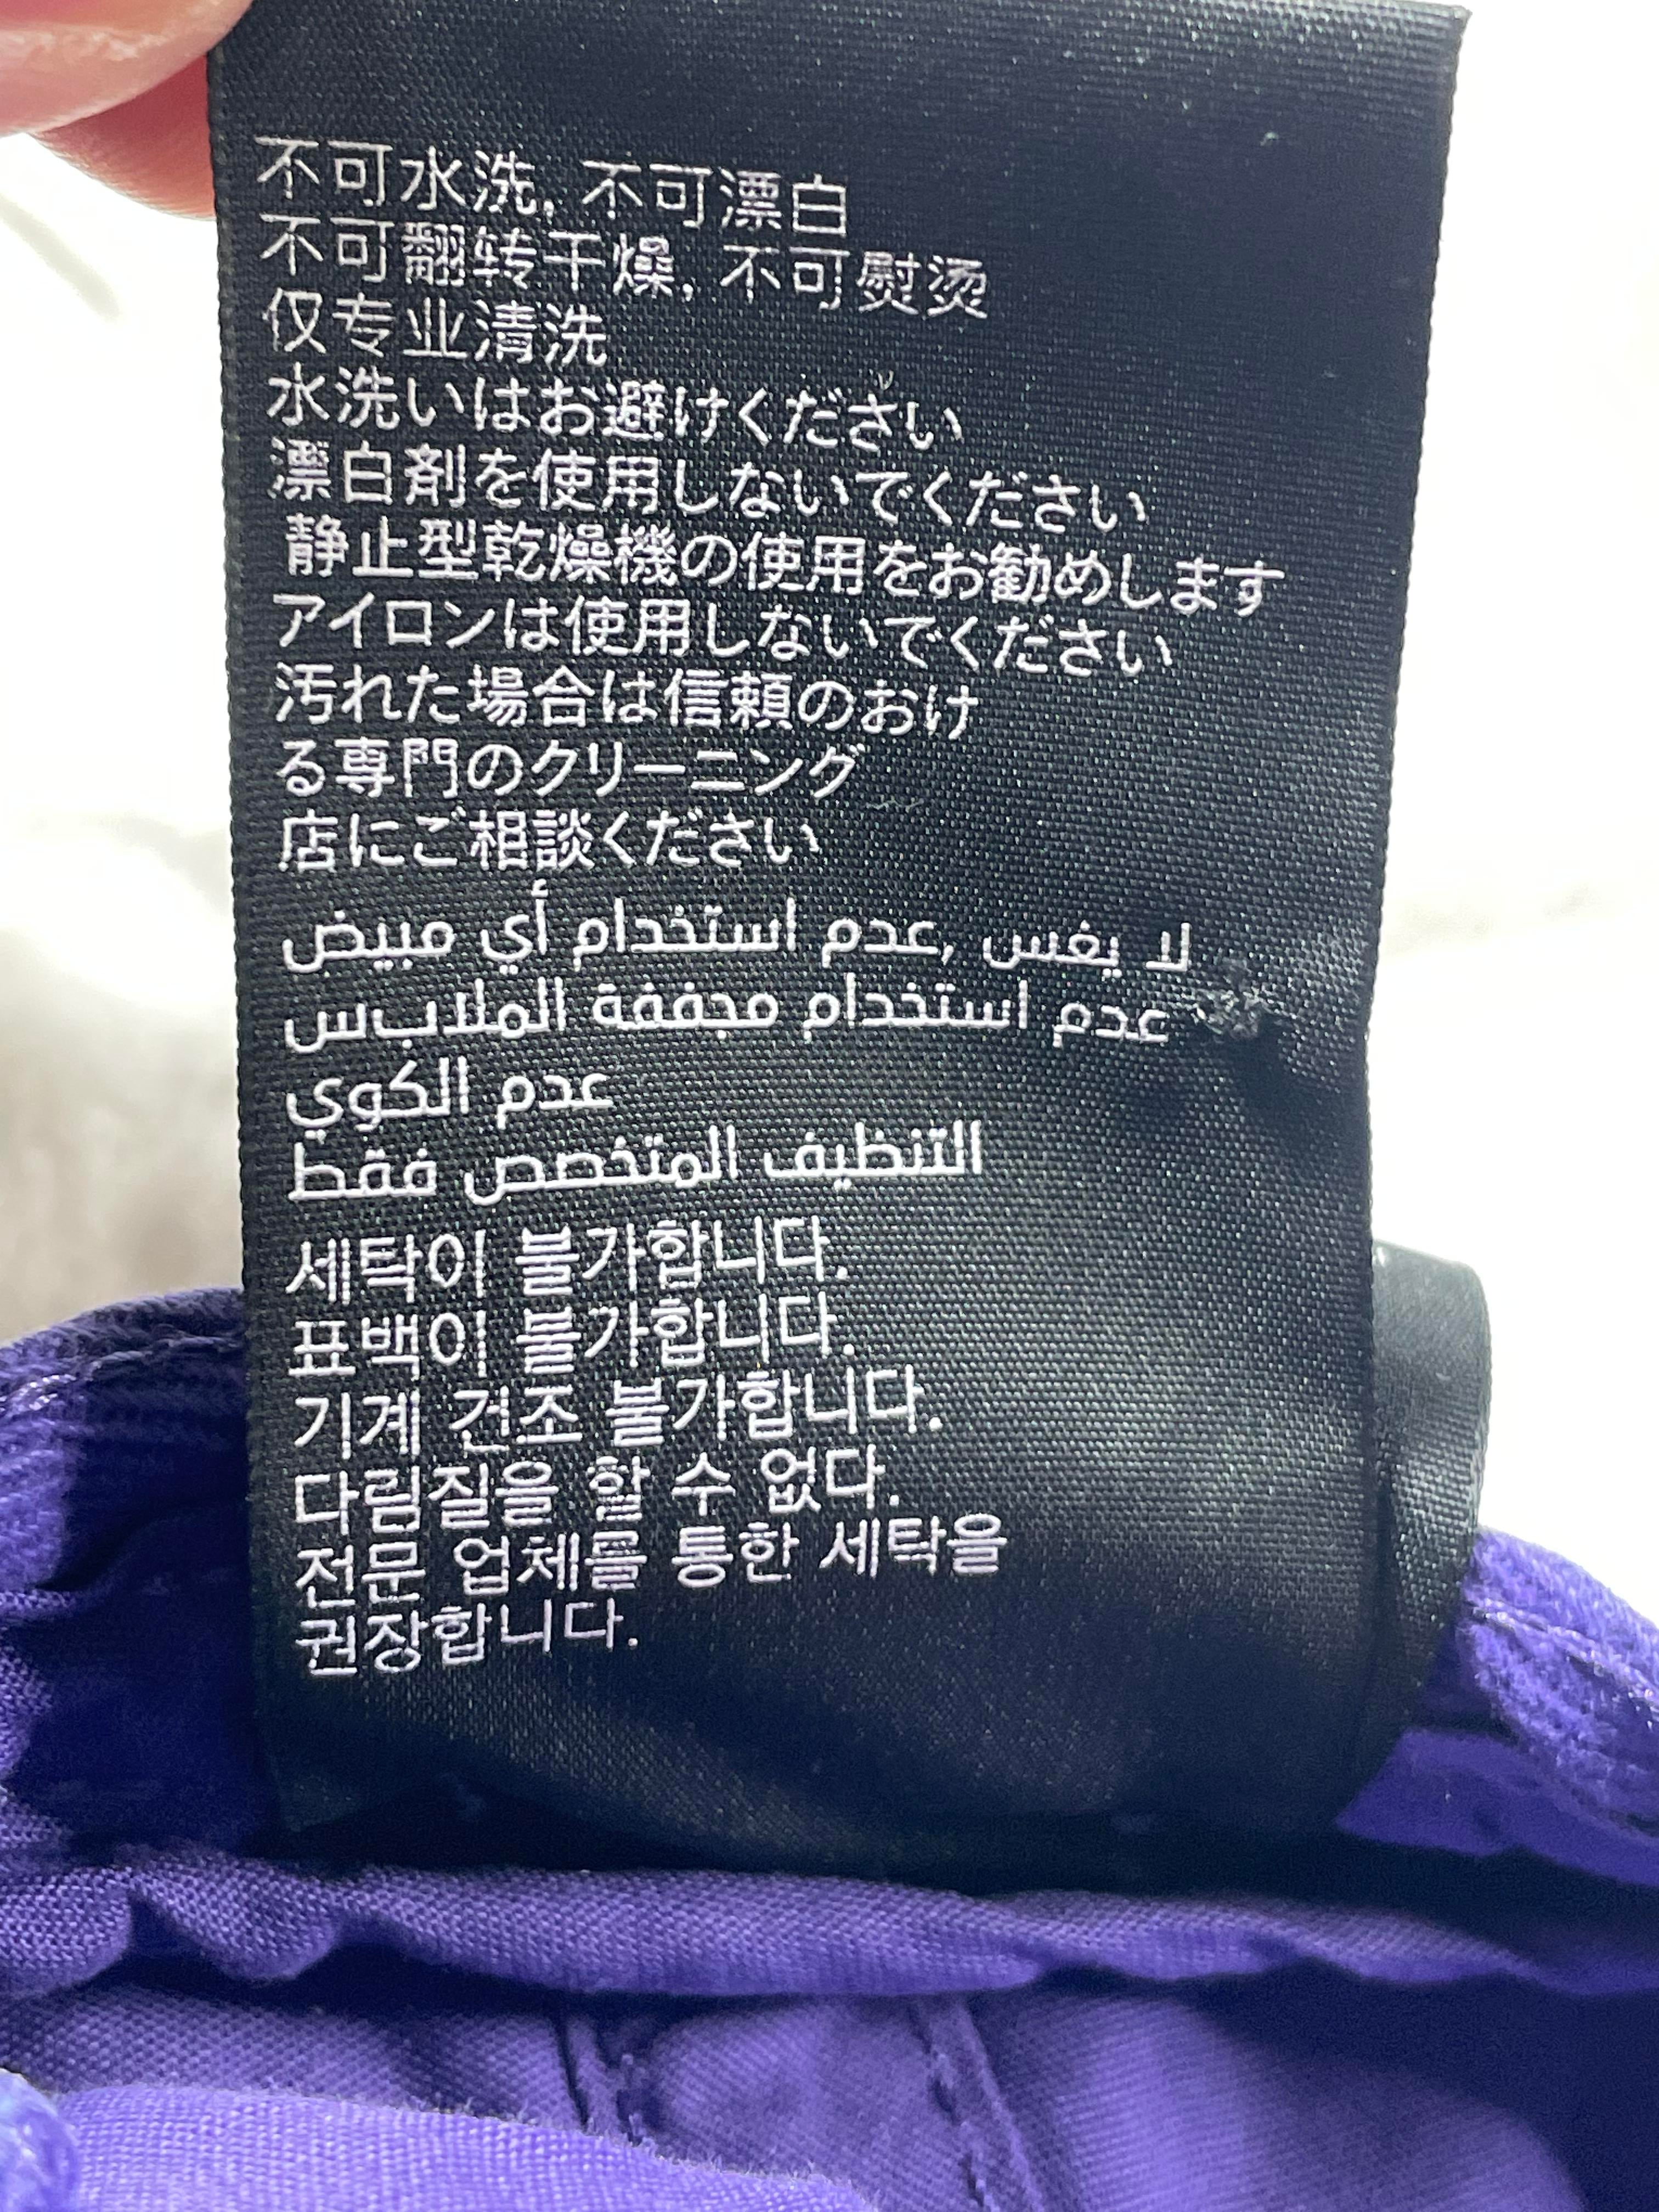 不可水洗, 不可漂白
不可翻转干燥, 不可熨烫
仅专业清洗
水洗いはお避けください
漂白剤を使用しないでください
静止型乾燥機の使用をお勧めします
アイロンは使用しないでください
汚れた場合は信頼のおけ
る専門のクリーニング
店にご相談ください
لا يغس ,عدم استخدام أي مبيض
عدم استخدام مجففة الملابس
عدم الكوي
التنظيف المتخصص فقط
세탁이 불가합니다.
표백이 불가합니다.
기계 건조 불가합니다.
다림질을 할 수 없다.
전문 업체를 통한 세탁을
권장합니다.